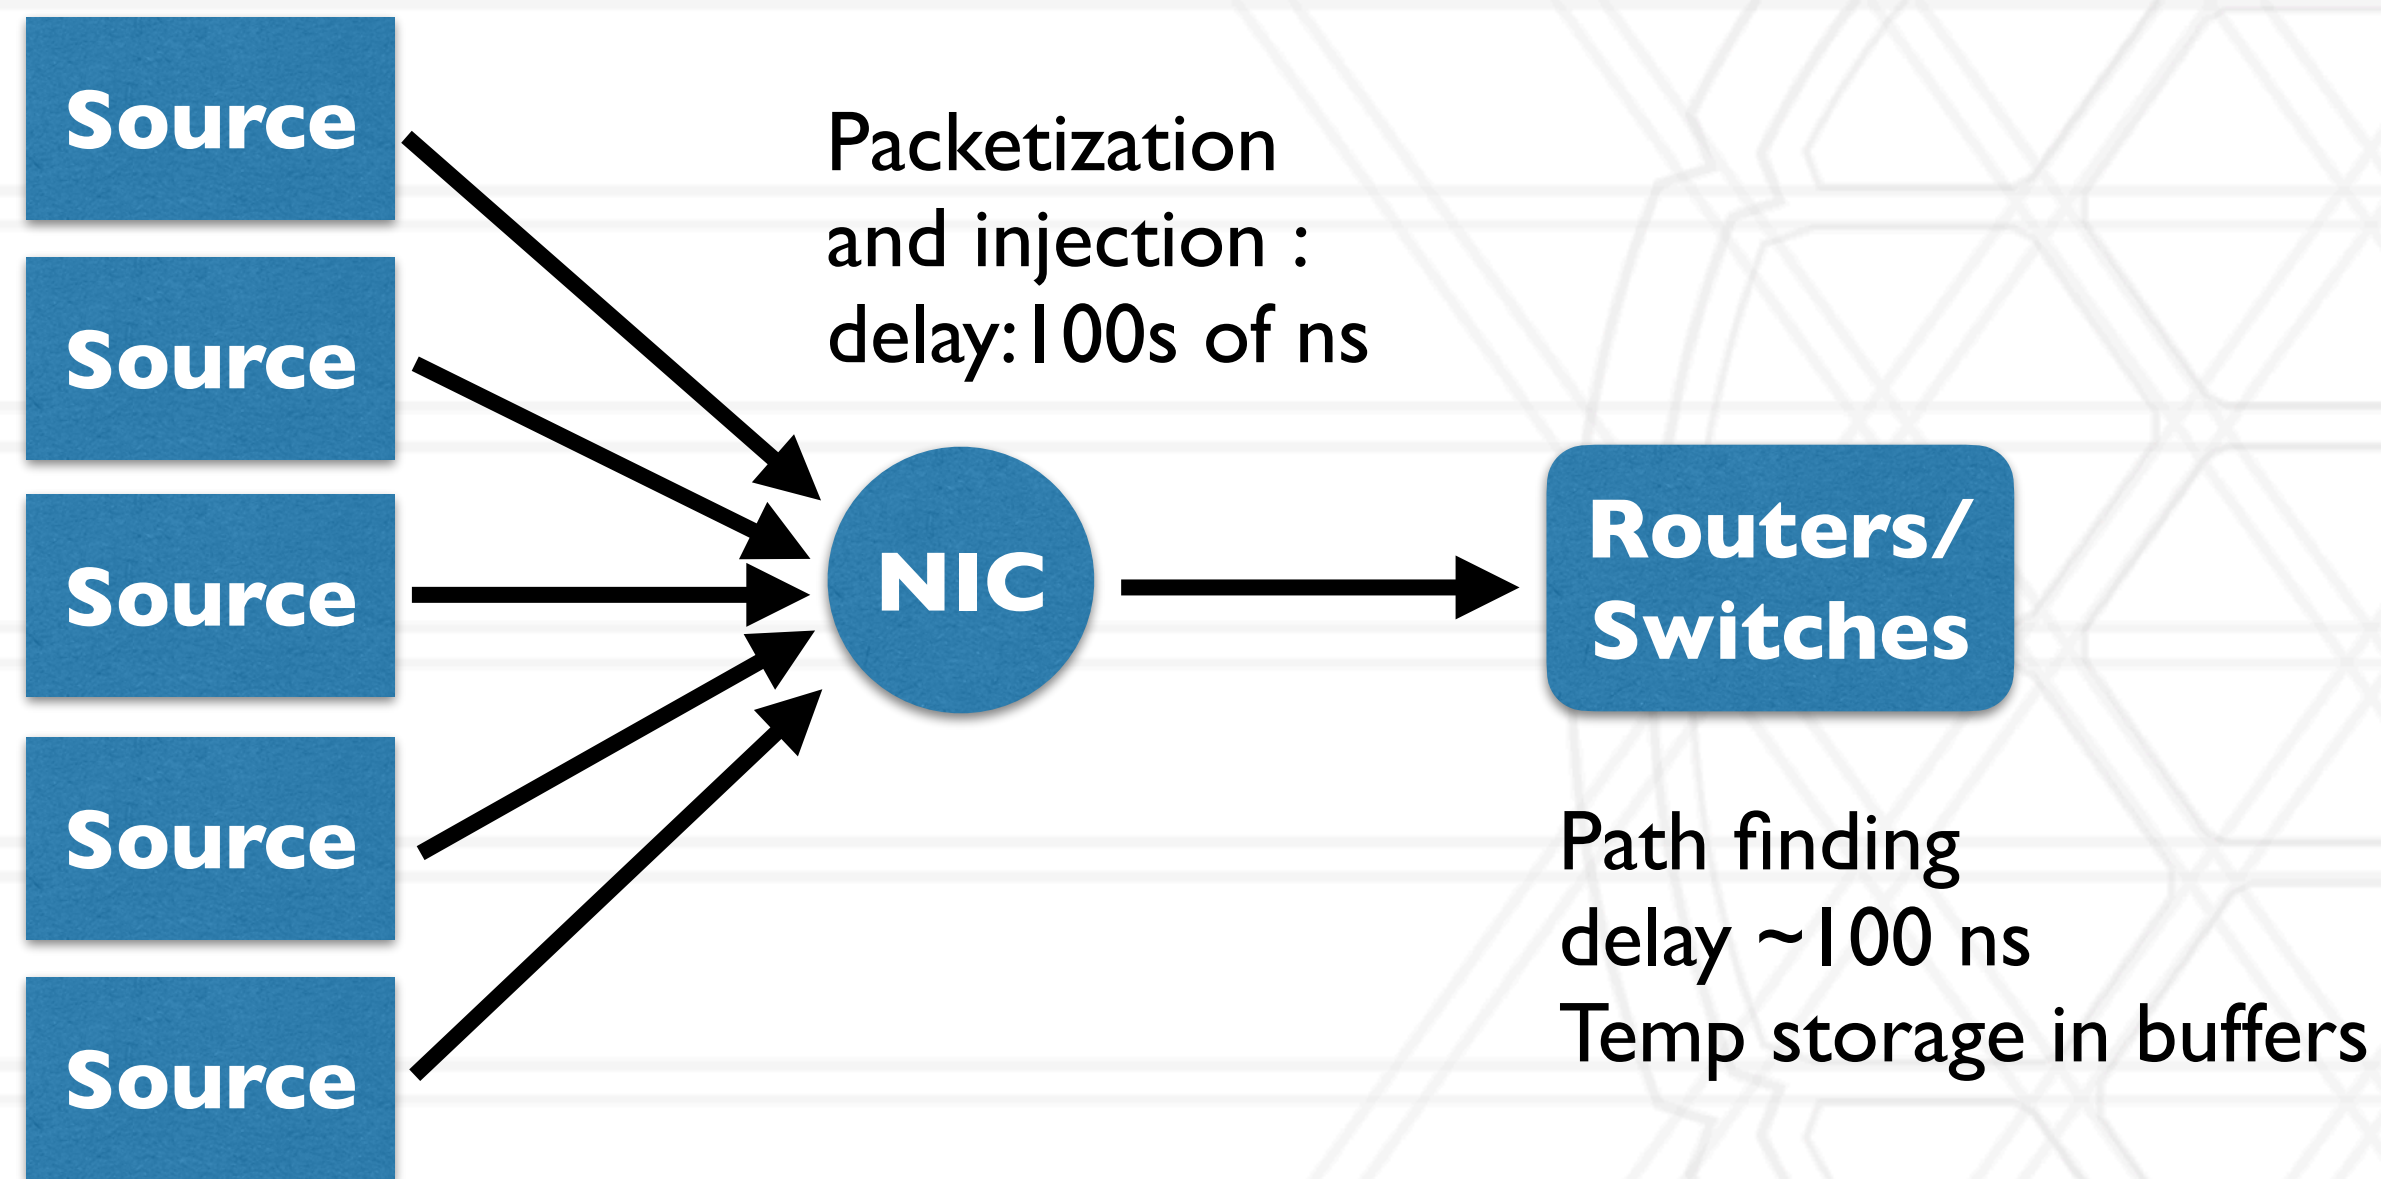 Source
Source
Source
Source
Source
Packetization
and injection :
delay:100s of ns
NIC
Routers/
Switches
Path finding
delay ~100 ns
Temp storage in buffers